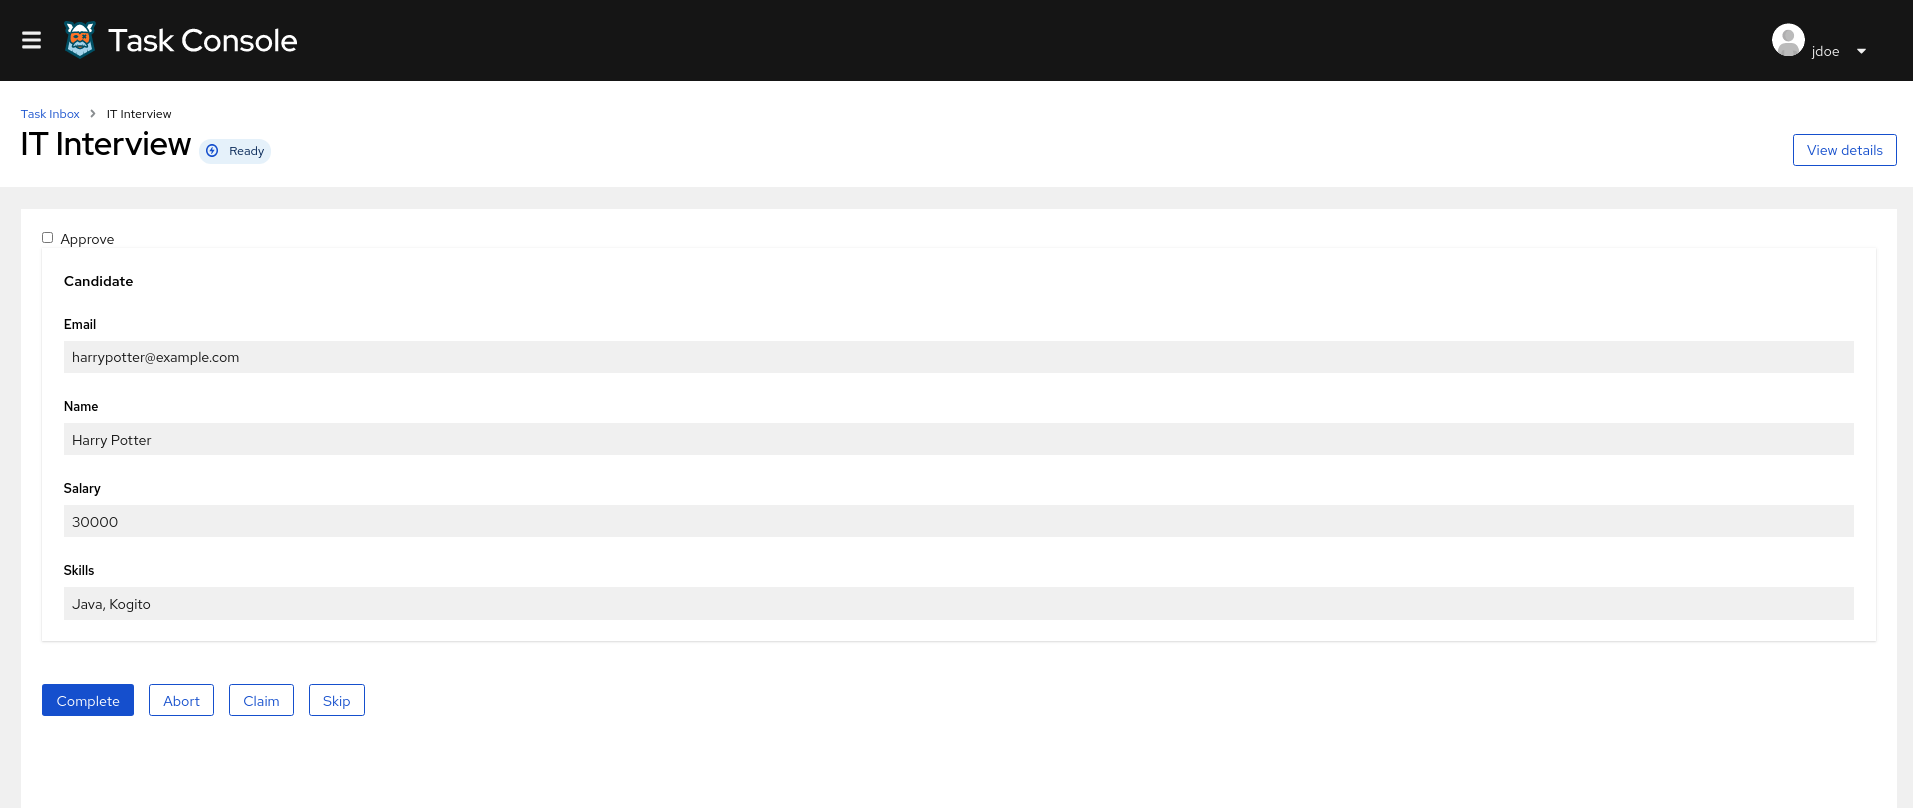 Task Console
jdoe
Task Inbox > IT Interview
IT Interview Ready
View details
Approve
Candidate
Email
harrypotter@example.com
Name
Harry Potter
Salary
30000
Skills
Java, Kogito
Complete Abort Claim Skip